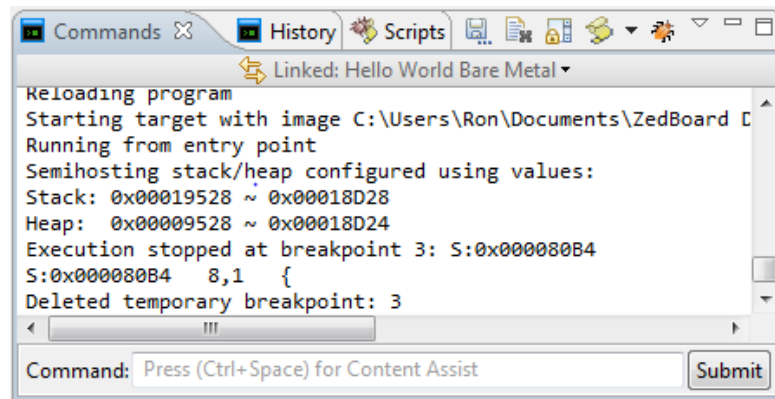 Commands History Scripts
Linked: Hello World Bare Metal
Reloading program
Starting target with image C:\Users\Ron\Documents\ZedBoard D
Running from entry point
Semihosting stack/heap configured using values:
Stack: 0x00019528 ~ 0x00018D28
Heap:  0x00009528 ~ 0x00018D24
Execution stopped at breakpoint 3: S:0x000080B4
S:0x000080B4   8,1   {
Deleted temporary breakpoint: 3
Command: Press (Ctrl+Space) for Content Assist Submit